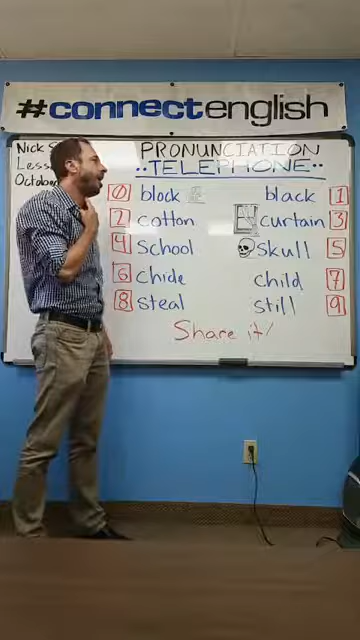 #connectenglish
Nick
PRONUNCIATION
Less
..TELEPHONE..
October
0 block black 1
2 cotton curtain 3
4 School skull 5
6 chide child 7
8 steal still 9
Share it!